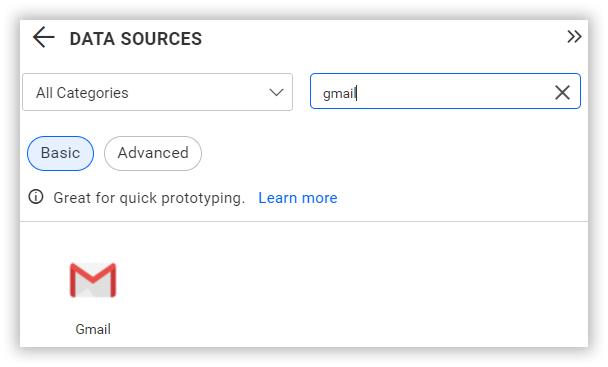 DATA SOURCES
All Categories
gmail
Basic
Advanced
Great for quick prototyping. Learn more
Gmail